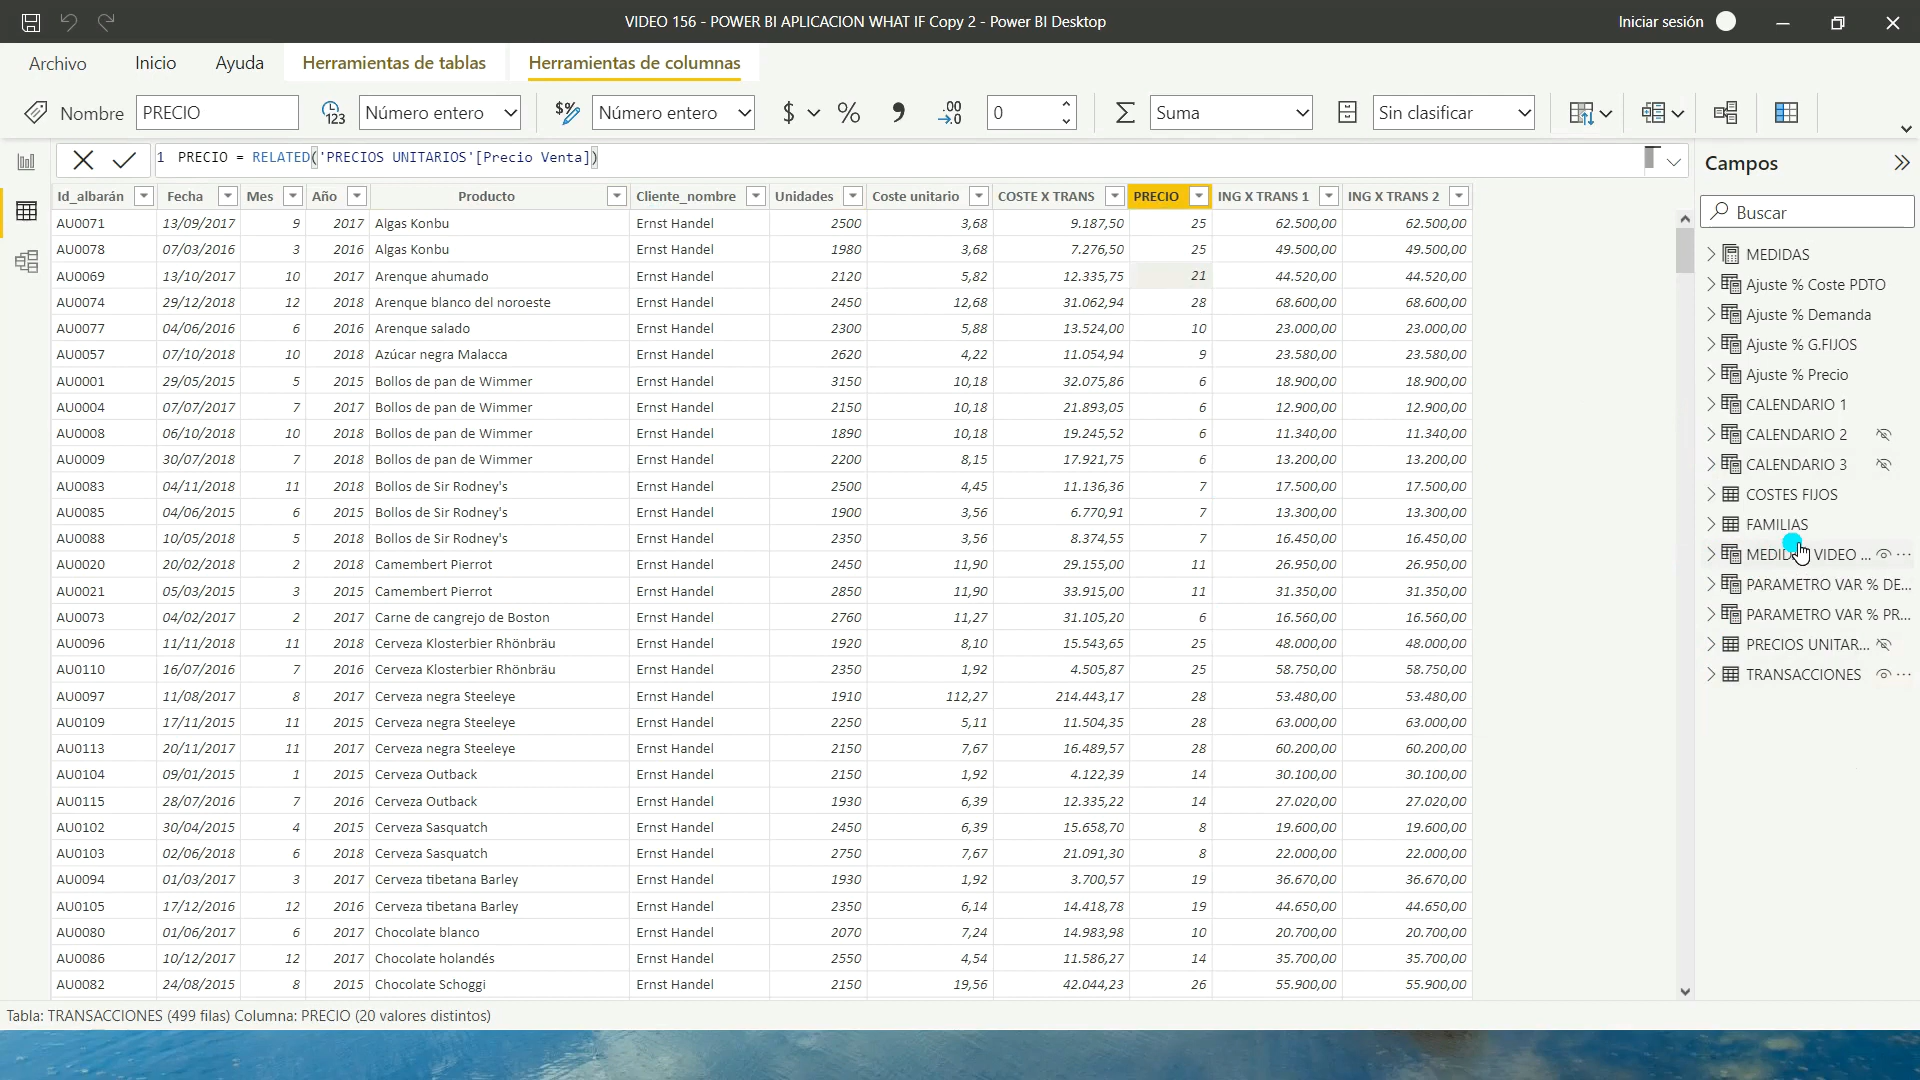 VIDEO 156 - POWER BI APLICACION WHAT IF Copy 2 - Power BI Desktop
Iniciar sesión
Archivo Inicio Ayuda Herramientas de tablas Herramientas de columnas
Nombre PRECIO Número entero Número entero $ % 0 Suma Sin clasificar
1 PRECIO = RELATED('PRECIOS UNITARIOS'[Precio Venta])
Id_albarán Fecha Mes Año Producto Cliente_nombre Unidades Coste unitario COSTE X TRANS PRECIO ING X TRANS 1 ING X TRANS 2
AU0071 13/09/2017 9 2017 Algas Konbu Ernst Handel 2500 3,68 9.187,50 25 62.500,00 62.500,00
AU0078 07/03/2016 3 2016 Algas Konbu Ernst Handel 1980 3,68 7.276,50 25 49.500,00 49.500,00
AU0069 13/10/2017 10 2017 Arenque ahumado Ernst Handel 2120 5,82 12.335,75 21 44.520,00 44.520,00
AU0074 29/12/2018 12 2018 Arenque blanco del noroeste Ernst Handel 2450 12,68 31.062,94 28 68.600,00 68.600,00
AU0077 04/06/2016 6 2016 Arenque salado Ernst Handel 2300 5,88 13.524,00 10 23.000,00 23.000,00
AU0057 07/10/2018 10 2018 Azúcar negra Malacca Ernst Handel 2620 4,22 11.054,94 9 23.580,00 23.580,00
AU0001 29/05/2015 5 2015 Bollos de pan de Wimmer Ernst Handel 3150 10,18 32.075,86 6 18.900,00 18.900,00
AU0004 07/07/2017 7 2017 Bollos de pan de Wimmer Ernst Handel 2150 10,18 21.893,05 6 12.900,00 12.900,00
AU0008 06/10/2018 10 2018 Bollos de pan de Wimmer Ernst Handel 1890 10,18 19.245,52 6 11.340,00 11.340,00
AU0009 30/07/2018 7 2018 Bollos de pan de Wimmer Ernst Handel 2200 8,15 17.921,75 6 13.200,00 13.200,00
AU0083 04/11/2018 11 2018 Bollos de Sir Rodney's Ernst Handel 2500 4,45 11.136,36 7 17.500,00 17.500,00
AU0085 04/06/2015 6 2015 Bollos de Sir Rodney's Ernst Handel 1900 3,56 6.770,91 7 13.300,00 13.300,00
AU0088 10/05/2018 5 2018 Bollos de Sir Rodney's Ernst Handel 2350 3,56 8.374,55 7 16.450,00 16.450,00
AU0020 20/02/2018 2 2018 Camembert Pierrot Ernst Handel 2450 11,90 29.155,00 11 26.950,00 26.950,00
AU0021 05/03/2015 3 2015 Camembert Pierrot Ernst Handel 2850 11,90 33.915,00 11 31.350,00 31.350,00
AU0073 04/02/2017 2 2017 Carne de cangrejo de Boston Ernst Handel 2760 11,27 31.105,20 6 16.560,00 16.560,00
AU0096 11/11/2018 11 2018 Cerveza Klosterbier Rhönbräu Ernst Handel 1920 8,10 15.543,65 25 48.000,00 48.000,00
AU0110 16/07/2016 7 2016 Cerveza Klosterbier Rhönbräu Ernst Handel 2350 1,92 4.505,87 25 58.750,00 58.750,00
AU0097 11/08/2017 8 2017 Cerveza negra Steeleye Ernst Handel 1910 112,27 214.443,17 28 53.480,00 53.480,00
AU0109 17/11/2015 11 2015 Cerveza negra Steeleye Ernst Handel 2250 5,11 11.504,35 28 63.000,00 63.000,00
AU0113 20/11/2017 11 2017 Cerveza negra Steeleye Ernst Handel 2150 7,67 16.489,57 28 60.200,00 60.200,00
AU0104 09/01/2015 1 2015 Cerveza Outback Ernst Handel 2150 1,92 4.122,39 14 30.100,00 30.100,00
AU0115 28/07/2016 7 2016 Cerveza Outback Ernst Handel 1930 6,39 12.335,22 14 27.020,00 27.020,00
AU0102 30/04/2015 4 2015 Cerveza Sasquatch Ernst Handel 2450 6,39 15.658,70 8 19.600,00 19.600,00
AU0103 02/06/2018 6 2018 Cerveza Sasquatch Ernst Handel 2750 7,67 21.091,30 8 22.000,00 22.000,00
AU0094 01/03/2017 3 2017 Cerveza tibetana Barley Ernst Handel 1930 1,92 3.700,57 19 36.670,00 36.670,00
AU0105 17/12/2016 12 2016 Cerveza tibetana Barley Ernst Handel 2350 6,14 14.418,78 19 44.650,00 44.650,00
AU0080 01/06/2017 6 2017 Chocolate blanco Ernst Handel 2070 7,24 14.983,98 10 20.700,00 20.700,00
AU0086 10/12/2017 12 2017 Chocolate holandés Ernst Handel 2550 4,54 11.586,27 14 35.700,00 35.700,00
AU0082 24/08/2015 8 2015 Chocolate Schoggi Ernst Handel 2150 19,56 42.044,23 26 55.900,00 55.900,00
Campos
Buscar
MEDIDAS
Ajuste % Coste PDTO
Ajuste % Demanda
Ajuste % G.FIJOS
Ajuste % Precio
CALENDARIO 1
CALENDARIO 2
CALENDARIO 3
COSTES FIJOS
FAMILIAS
VIDEO ...
PARAMETRO VAR % DE...
PARAMETRO VAR % PR...
PRECIOS UNITAR...
TRANSACCIONES
Tabla: TRANSACCIONES (499 filas) Columna: PRECIO (20 valores distintos)